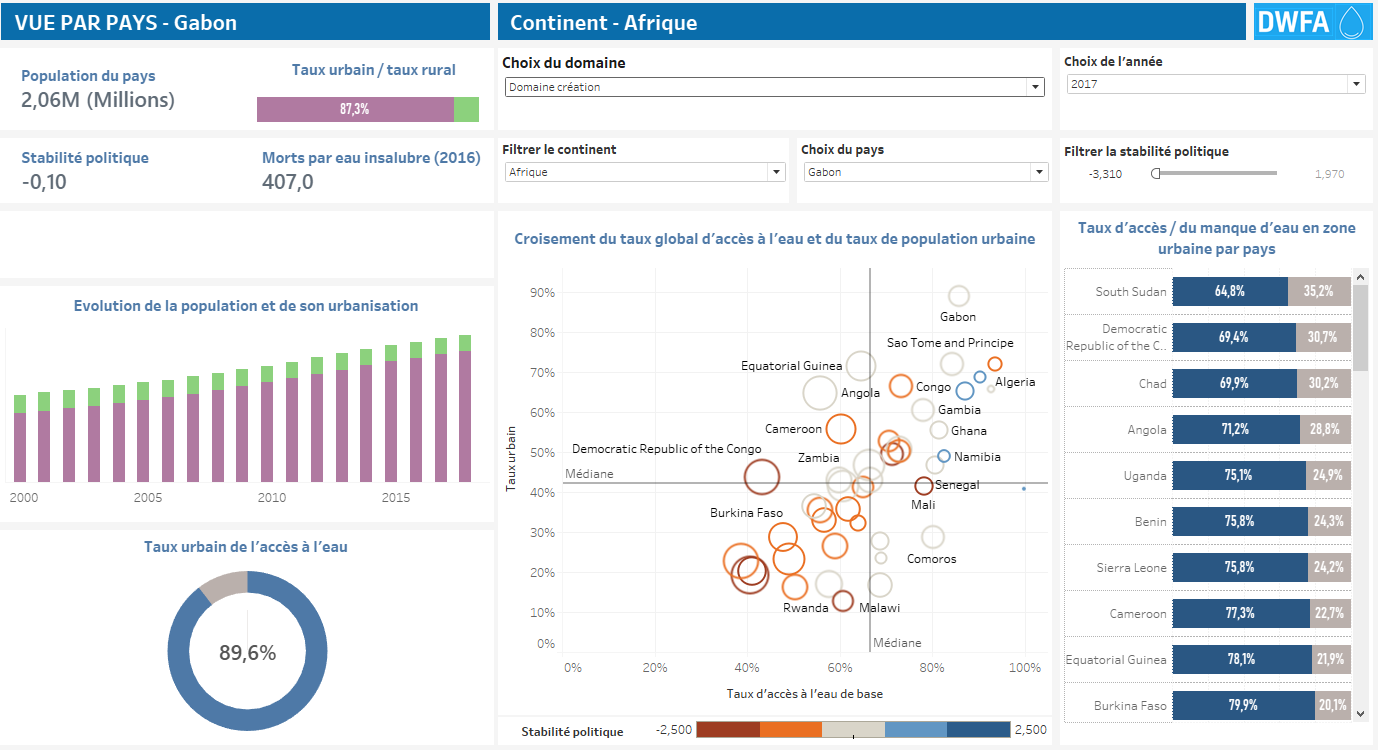 VUE PAR PAYS - Gabon
Continent - Afrique
DWFA
Population du pays
2,06M (Millions)
Taux urbain / taux rural
87,3%
Choix du domaine
Domaine création
Choix de l'année
2017
Stabilité politique
-0,10
Morts par eau insalubre (2016)
407,0
Filtrer le continent
Afrique
Choix du pays
Gabon
Filtrer la stabilité politique
-3,310
1,970
Evolution de la population et de son urbanisation
2000
2005
2010
2015
Taux urbain de l'accès à l'eau
89,6%
Croisement du taux global d'accès à l'eau et du taux de population urbaine
Taux urbain
90%
80%
70%
60%
50%
40%
30%
20%
10%
0%
Gabon
Sao Tome and Principe
Equatorial Guinea
Algeria
Congo
Angola
Gambia
Cameroon
Ghana
Democratic Republic of the Congo
Zambia
Namibia
Médiane
Senegal
Mali
Burkina Faso
Comoros
Rwanda
Malawi
Médiane
0%
20%
40%
60%
80%
100%
Taux d'accès à l'eau de base
Stabilité politique
-2,500
2,500
Taux d'accès / du manque d'eau en zone
urbaine par pays
South Sudan 64,8% 35,2%
Democratic
Republic of the C.. 69,4% 30,7%
Chad 69,9% 30,2%
Angola 71,2% 28,8%
Uganda 75,1% 24,9%
Benin 75,8% 24,3%
Sierra Leone 75,8% 24,2%
Cameroon 77,3% 22,7%
Equatorial Guinea 78,1% 21,9%
Burkina Faso 79,9% 20,1%